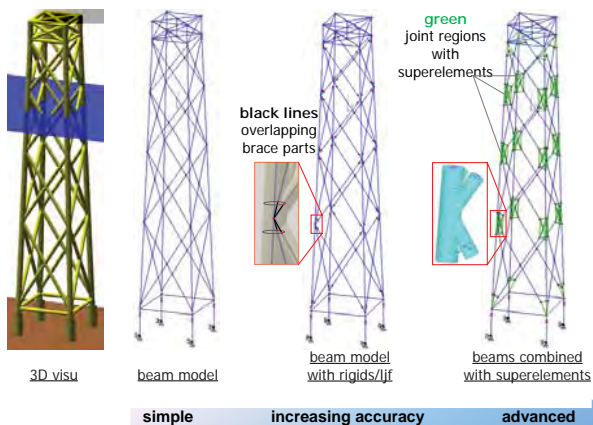 green
joint regions
with
superelements
black lines
overlapping
brace parts
3D visu
beam model
beam model
with rigids/ljf
beams combined
with superelements
simple
increasing accuracy
advanced